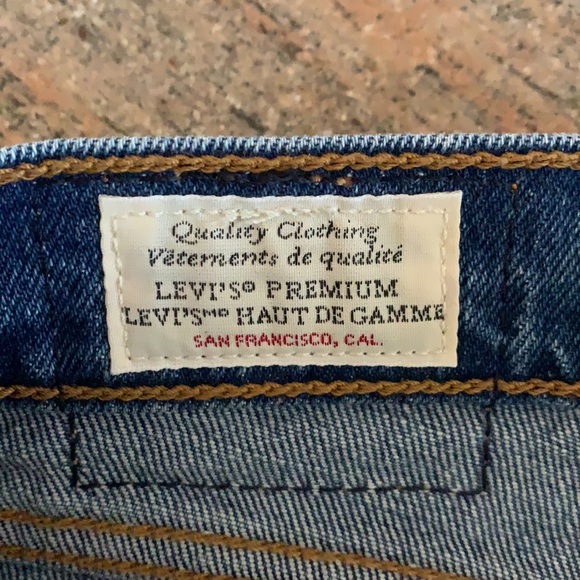 Quality Clothing
Vêtements de qualité
LEVI'S® PREMIUM
LEVI'Sᴹᴰ HAUT DE GAMME
SAN FRANCISCO, CAL.